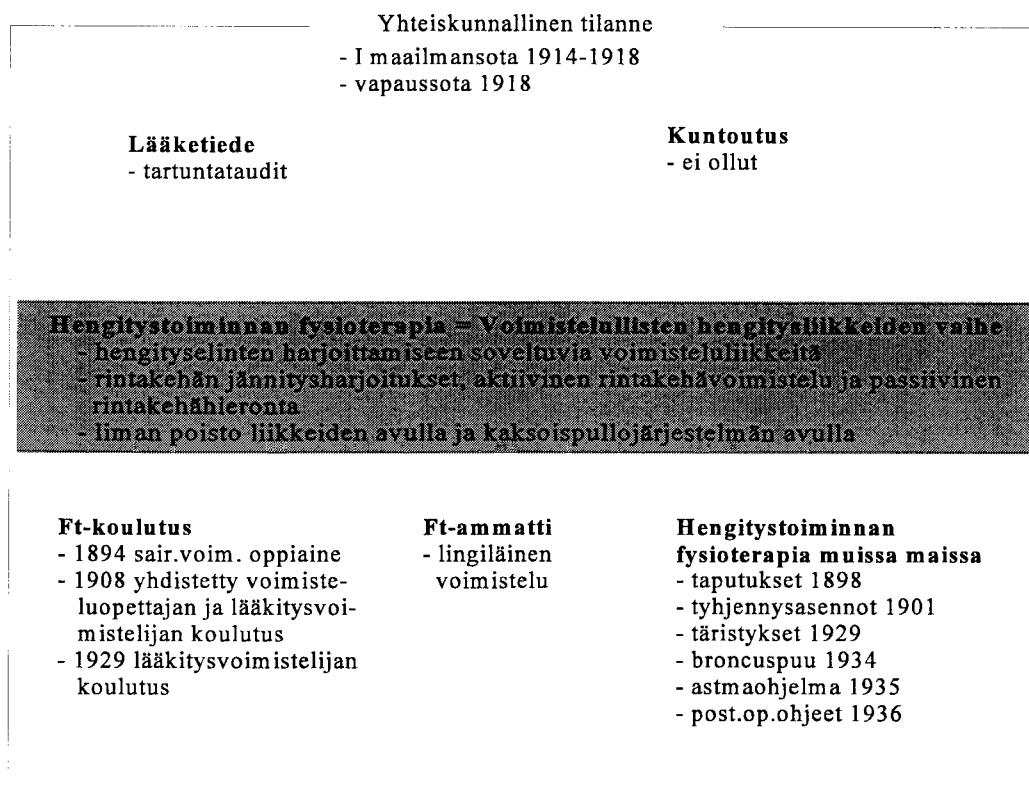 Yhteiskunnallinen tilanne
- I maailmansota 1914-1918
- vapaussota 1918
Lääketiede
- tartuntataudit
Kuntoutus
- ei ollut
Hengitystoiminnan fysioterapia = Voimistelullisten hengitysliikkeiden vaihe
- hengityselinten harjoittamiseen soveltuvia voimisteluliikkeitä
- rintakehän jännitysharjoitukset, aktiivinen rintakehävoimistelu ja passiivinen
rintakehähieronta
- liman poisto liikkeiden avulla ja kaksoispullojärjestelmän avulla
Ft-koulutus
- 1894 sair.voim. oppiaine
- 1908 yhdistetty voimiste-
luopettajan ja lääkitysvoi-
mistelijan koulutus
- 1929 lääkitysvoimistelijan
koulutus
Ft-ammatti
- lingiläinen
voimistelu
Hengitystoiminnan
fysioterapia muissa maissa
- taputukset 1898
- tyhjennysasennot 1901
- täristykset 1929
- broncuspuu 1934
- astmaohjelma 1935
- post.op.ohjeet 1936